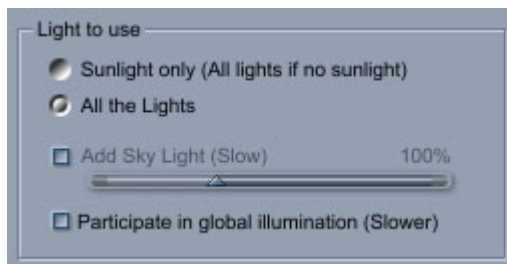 Light to use
Sunlight only (All lights if no sunlight)
All the Lights
Add Sky Light (Slow) 100%
Participate in global illumination (Slower)